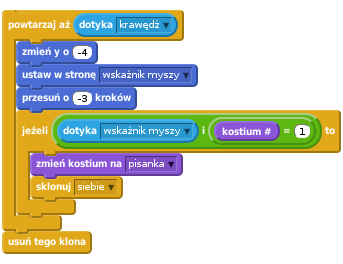 powtarzaj aż dotyka krawędź
zmień y o -4
ustaw w stronę wskaźnik myszy
przesuń o -3 kroków
jeżeli dotyka wskaźnik myszy i kostium # = 1 to
zmień kostium na pisanka
sklonuj siebie
usuń tego klona